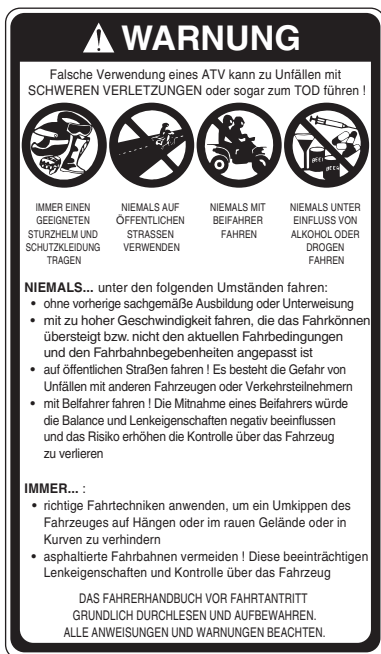 WARNUNG
Falsche Verwendung eines ATV kann zu Unfällen mit
SCHWEREN VERLETZUNGEN oder sogar zum TOD führen !
IMMER EINEN
GEEIGNETEN
STURZHELM UND
SCHUTZKLEIDUNG
TRAGEN
NIEMALS AUF
ÖFFENTLICHEN
STRASSEN
VERWENDEN
NIEMALS MIT
BEIFAHRER
FAHREN
NIEMALS UNTER
EINFLUSS VON
ALKOHOL ODER
DROGEN
FAHREN
BEER
BEER
NIEMALS... unter den folgenden Umständen fahren:
• ohne vorherige sachgemäße Ausbildung oder Unterweisung
• mit zu hoher Geschwindigkeit fahren, die das Fahrkönnen
übersteigt bzw. nicht den aktuellen Fahrbedingungen
und den Fahrbahnbegebenheiten angepasst ist
• auf öffentlichen Straßen fahren ! Es besteht die Gefahr von
Unfällen mit anderen Fahrzeugen oder Verkehrsteilnehmern
• mit Belfahrer fahren ! Die Mitnahme eines Beifahrers würde
die Balance und Lenkeigenschaften negativ beeinflussen
und das Risiko erhöhen die Kontrolle über das Fahrzeug
zu verlieren
IMMER... :
• richtige Fahrtechniken anwenden, um ein Umkippen des
Fahrzeuges auf Hängen oder im rauen Gelände oder in
Kurven zu verhindern
• asphaltierte Fahrbahnen vermeiden ! Diese beeinträchtigen
Lenkeigenschaften und Kontrolle über das Fahrzeug
DAS FAHRERHANDBUCH VOR FAHRTANTRITT
GRUNDLICH DURCHLESEN UND AUFBEWAHREN.
ALLE ANWEISUNGEN UND WARNUNGEN BEACHTEN.